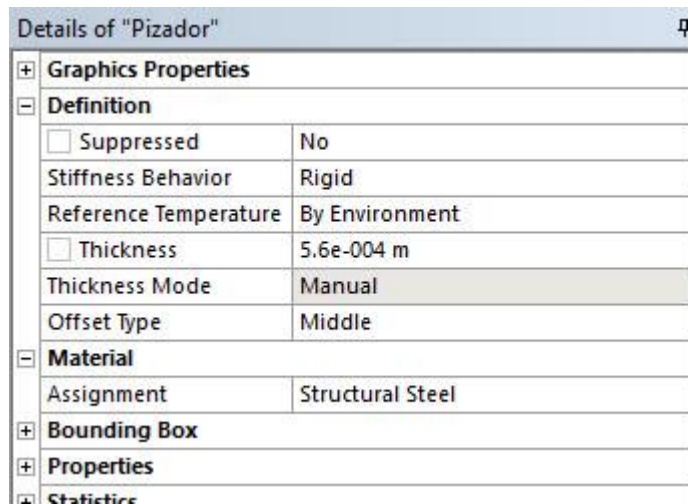 Details of "Pizador"
Graphics Properties
Definition
Suppressed No
Stiffness Behavior Rigid
Reference Temperature By Environment
Thickness 5.6e-004 m
Thickness Mode Manual
Offset Type Middle
Material
Assignment Structural Steel
Bounding Box
Properties
Statistics